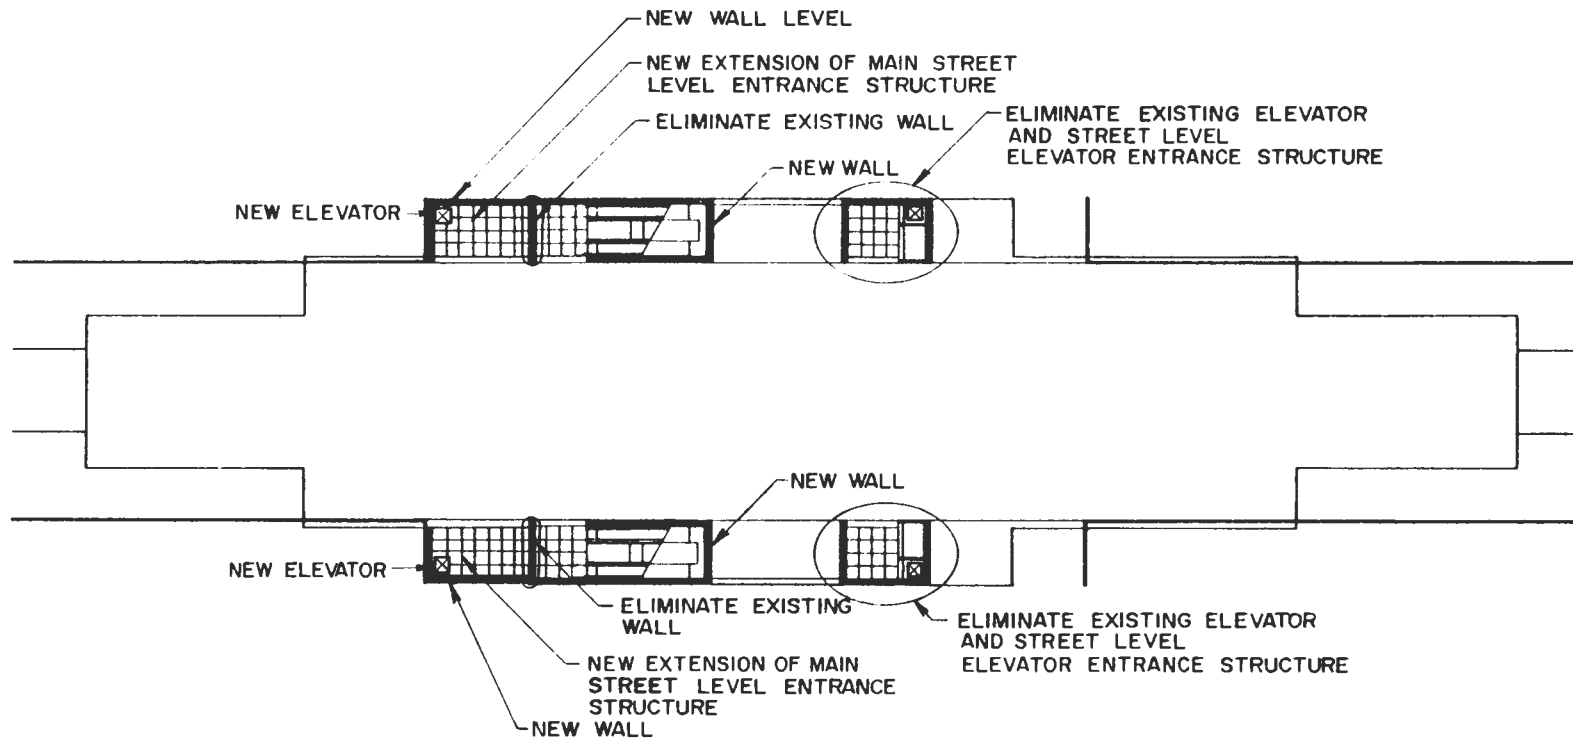 NEW WALL LEVEL
NEW EXTENSION OF MAIN STREET
LEVEL ENTRANCE STRUCTURE
ELIMINATE EXISTING WALL
ELIMINATE EXISTING ELEVATOR
AND STREET LEVEL
ELEVATOR ENTRANCE STRUCTURE
NEW WALL
NEW ELEVATOR
NEW WALL
NEW ELEVATOR
ELIMINATE EXISTING
WALL
ELIMINATE EXISTING ELEVATOR
AND STREET LEVEL
ELEVATOR ENTRANCE STRUCTURE
NEW EXTENSION OF MAIN
STREET LEVEL ENTRANCE
STRUCTURE
NEW WALL